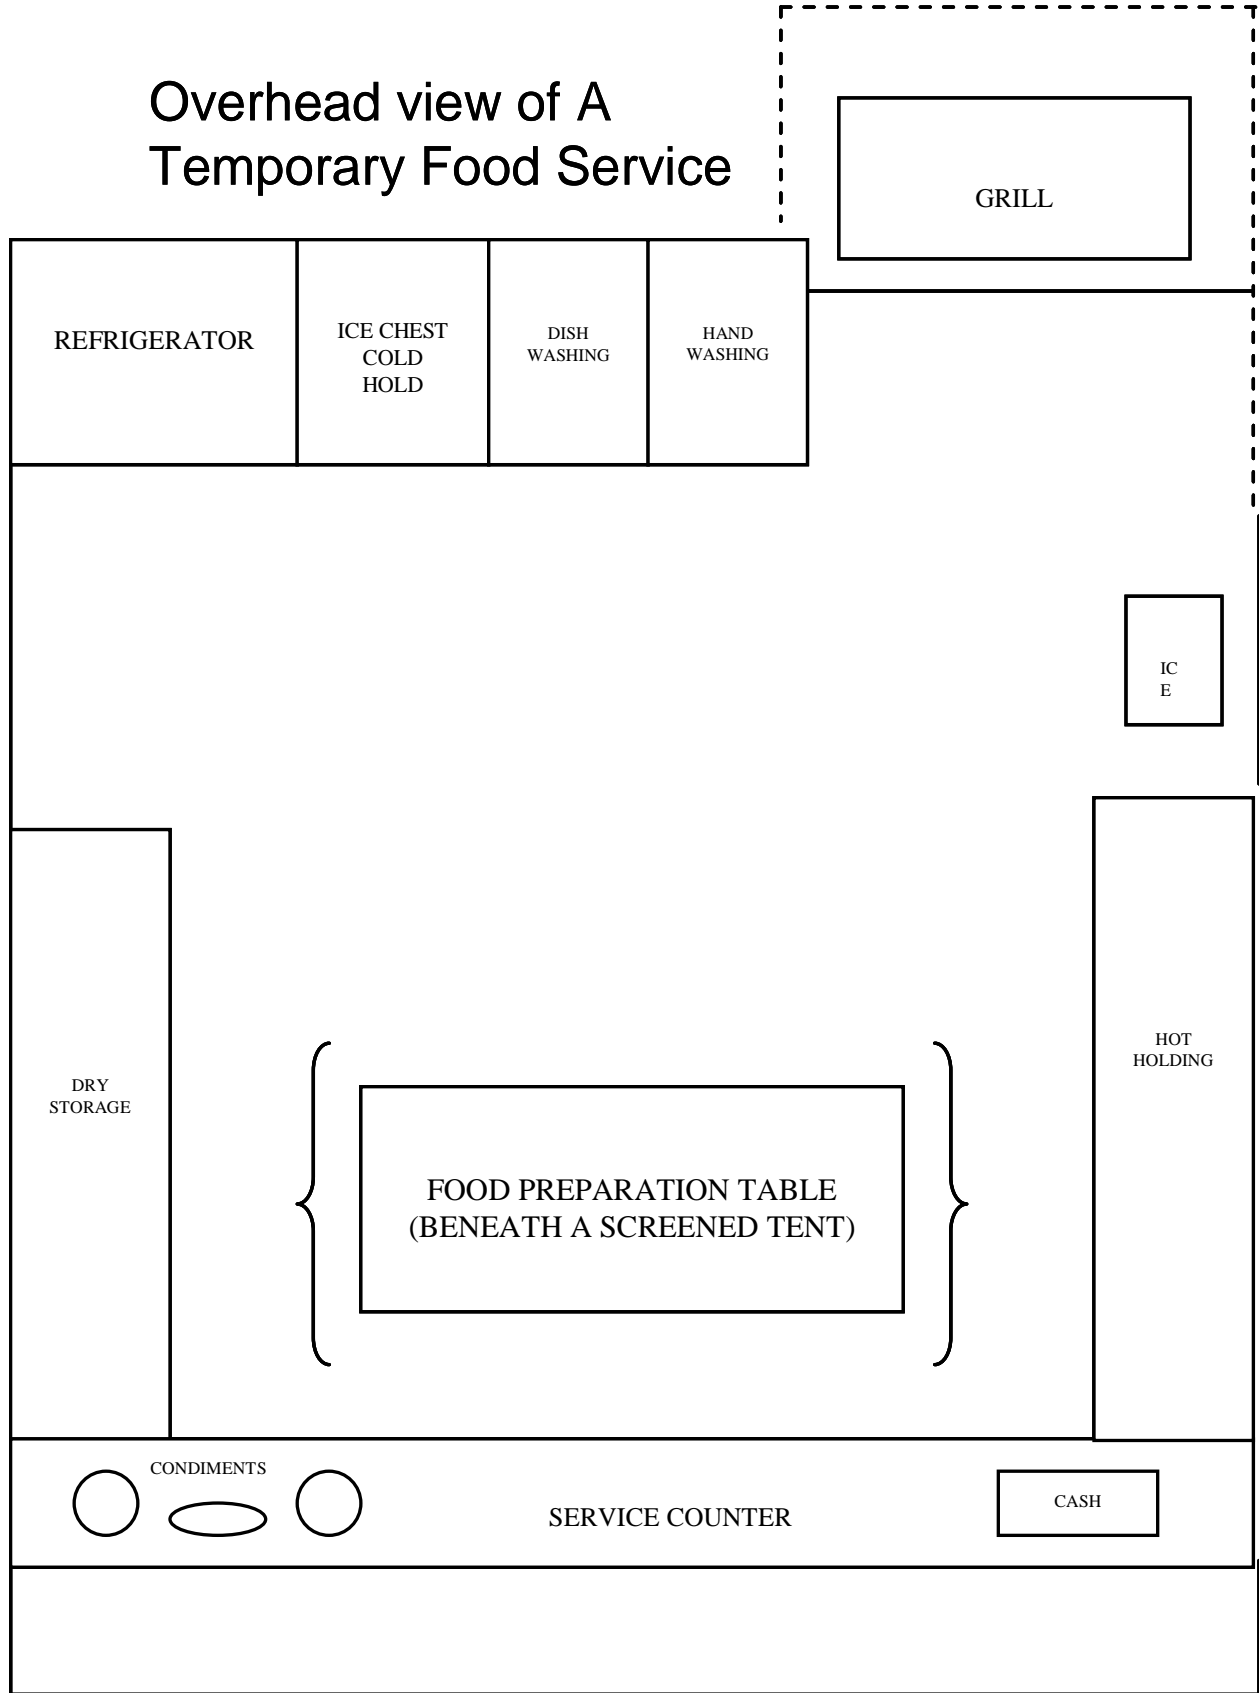 Overhead view of A
Temporary Food Service
GRILL
REFRIGERATOR
ICE CHEST
COLD
HOLD
DISH
WASHING
HAND
WASHING
IC
E
HOT
HOLDING
DRY
STORAGE
FOOD PREPARATION TABLE
(BENEATH A SCREENED TENT)
CONDIMENTS
SERVICE COUNTER
CASH